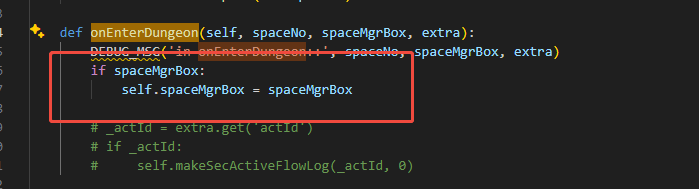 def onEnterDungeon(self, spaceNo, spaceMgrBox, extra):
DEBUG_MSG('in onEnterDungeon::', spaceNo, spaceMgrBox, extra)
if spaceMgrBox:
self.spaceMgrBox = spaceMgrBox
# _actId = extra.get('actId')
# if _actId:
#     self.makeSecActiveFlowLog(_actId, 0)